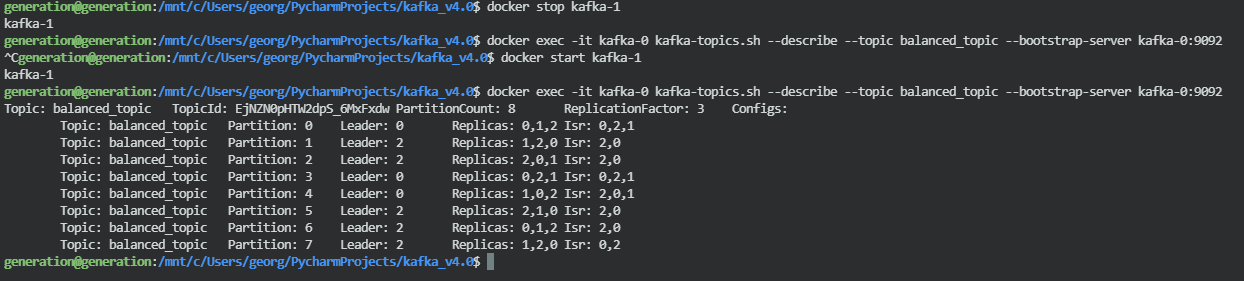 generation@generation:/mnt/c/Users/georg/PycharmProjects/kafka_v4.0$ docker stop kafka-1
kafka-1
generation@generation:/mnt/c/Users/georg/PycharmProjects/kafka_v4.0$ docker exec -it kafka-0 kafka-topics.sh --describe --topic balanced_topic --bootstrap-server kafka-0:9092
^Cgeneration@generation:/mnt/c/Users/georg/PycharmProjects/kafka_v4.0$ docker start kafka-1
kafka-1
generation@generation:/mnt/c/Users/georg/PycharmProjects/kafka_v4.0$ docker exec -it kafka-0 kafka-topics.sh --describe --topic balanced_topic --bootstrap-server kafka-0:9092
Topic: balanced_topic TopicId: EjNZN0pHTW2dpS_6MxFxdw PartitionCount: 8 ReplicationFactor: 3 Configs:
Topic: balanced_topic Partition: 0 Leader: 0 Replicas: 0,1,2 Isr: 0,2,1
Topic: balanced_topic Partition: 1 Leader: 2 Replicas: 1,2,0 Isr: 2,0
Topic: balanced_topic Partition: 2 Leader: 2 Replicas: 2,0,1 Isr: 2,0
Topic: balanced_topic Partition: 3 Leader: 0 Replicas: 0,2,1 Isr: 0,2,1
Topic: balanced_topic Partition: 4 Leader: 0 Replicas: 1,0,2 Isr: 2,0,1
Topic: balanced_topic Partition: 5 Leader: 2 Replicas: 2,1,0 Isr: 2,0
Topic: balanced_topic Partition: 6 Leader: 2 Replicas: 0,1,2 Isr: 2,0
Topic: balanced_topic Partition: 7 Leader: 2 Replicas: 1,2,0 Isr: 0,2
generation@generation:/mnt/c/Users/georg/PycharmProjects/kafka_v4.0$